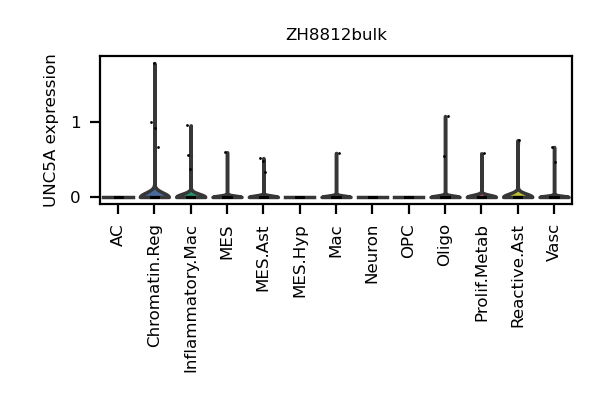 ZH8812bulk
UNC5A expression
1
0
AC
Chromatin.Reg
Inflammatory.Mac
MES
MES.Ast
MES.Hyp
Mac
Neuron
OPC
Oligo
Prolif.Metab
Reactive.Ast
Vasc